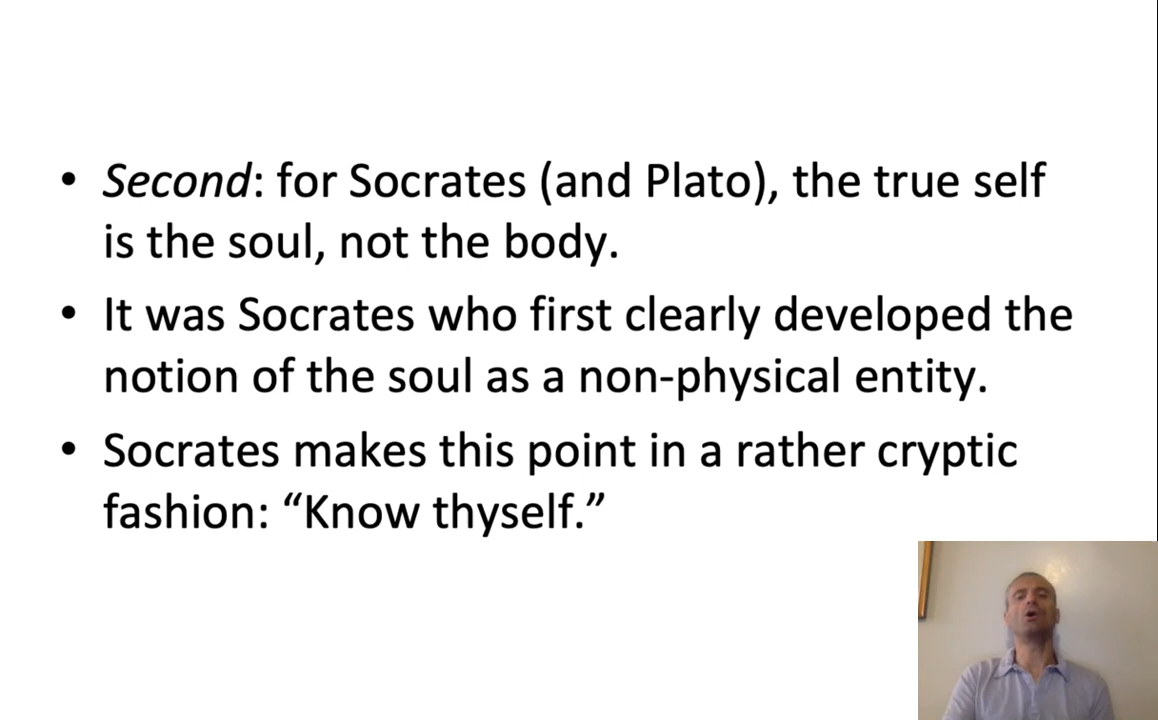 • Second: for Socrates (and Plato), the true self
is the soul, not the body.
• It was Socrates who first clearly developed the
notion of the soul as a non-physical entity.
• Socrates makes this point in a rather cryptic
fashion: “Know thyself.”